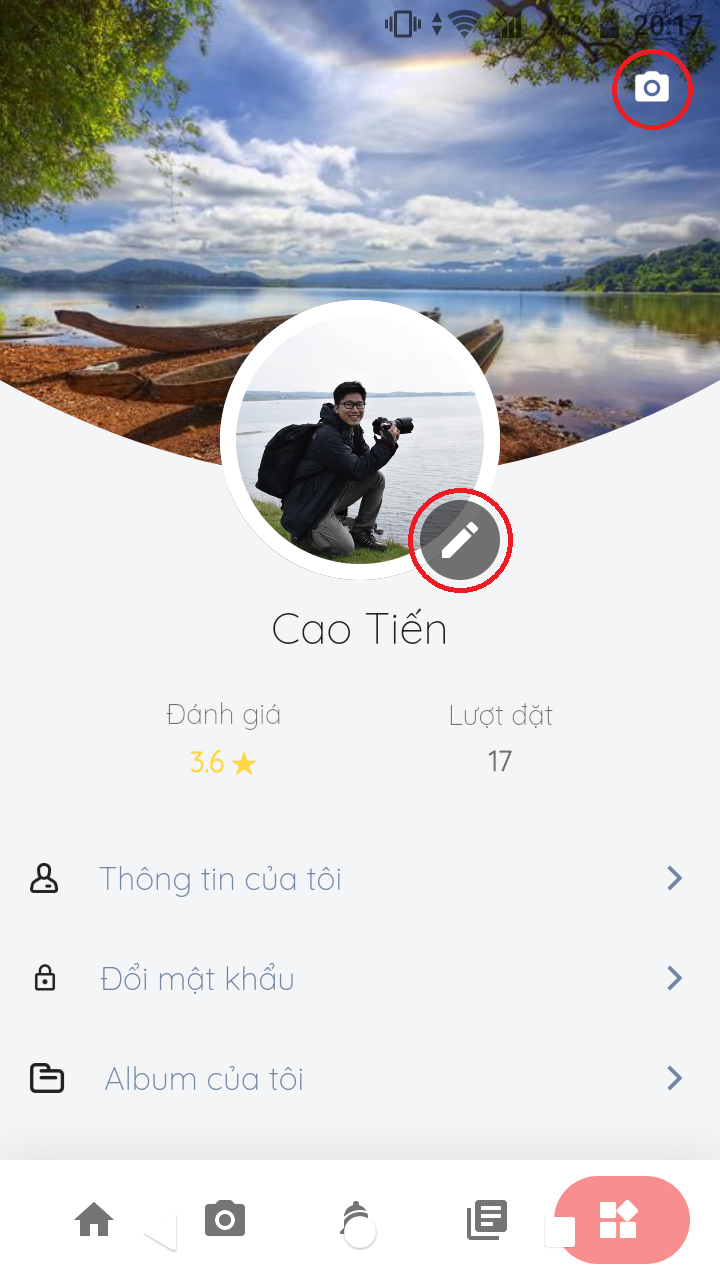 92% 20:17
Cao Tiến
Đánh giá
Lượt đặt
3.6
17
Thông tin của tôi
Đổi mật khẩu
Album của tôi